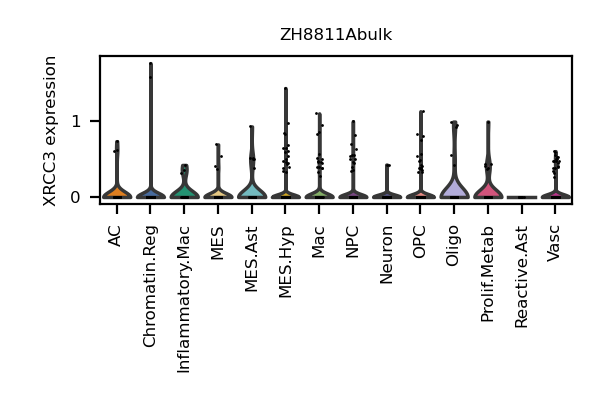 ZH8811Abulk
XRCC3 expression
1
0
AC
Chromatin.Reg
Inflammatory.Mac
MES
MES.Ast
MES.Hyp
Mac
NPC
Neuron
OPC
Oligo
Prolif.Metab
Reactive.Ast
Vasc